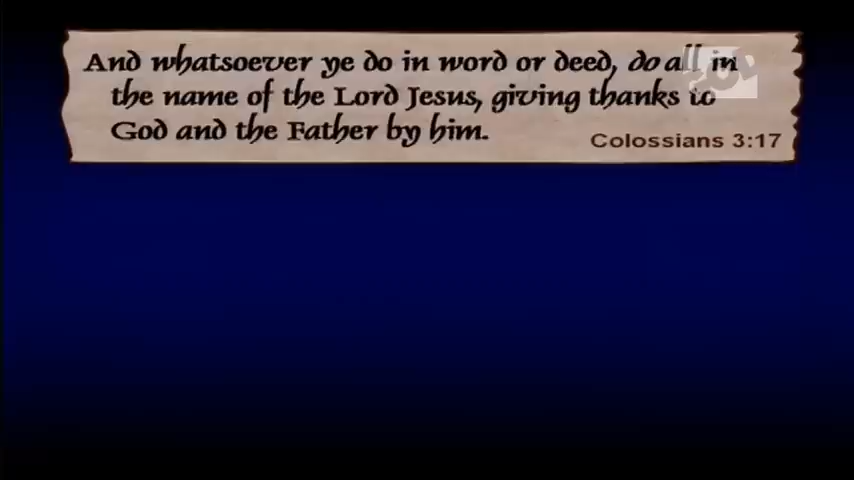 And whatsoever ye do in word or deed, do all in
the name of the Lord Jesus, giving thanks to
God and the Father by him.
Colossians 3:17